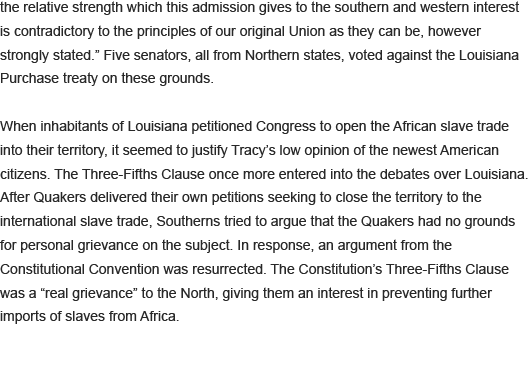 the relative strength which this admission gives to the southern and western interest
is contradictory to the principles of our original Union as they can be, however
strongly stated.” Five senators, all from Northern states, voted against the Louisiana
Purchase treaty on these grounds.
When inhabitants of Louisiana petitioned Congress to open the African slave trade
into their territory, it seemed to justify Tracy’s low opinion of the newest American
citizens. The Three-Fifths Clause once more entered into the debates over Louisiana.
After Quakers delivered their own petitions seeking to close the territory to the
international slave trade, Southerns tried to argue that the Quakers had no grounds
for personal grievance on the subject. In response, an argument from the
Constitutional Convention was resurrected. The Constitution’s Three-Fifths Clause
was a “real grievance” to the North, giving them an interest in preventing further
imports of slaves from Africa.